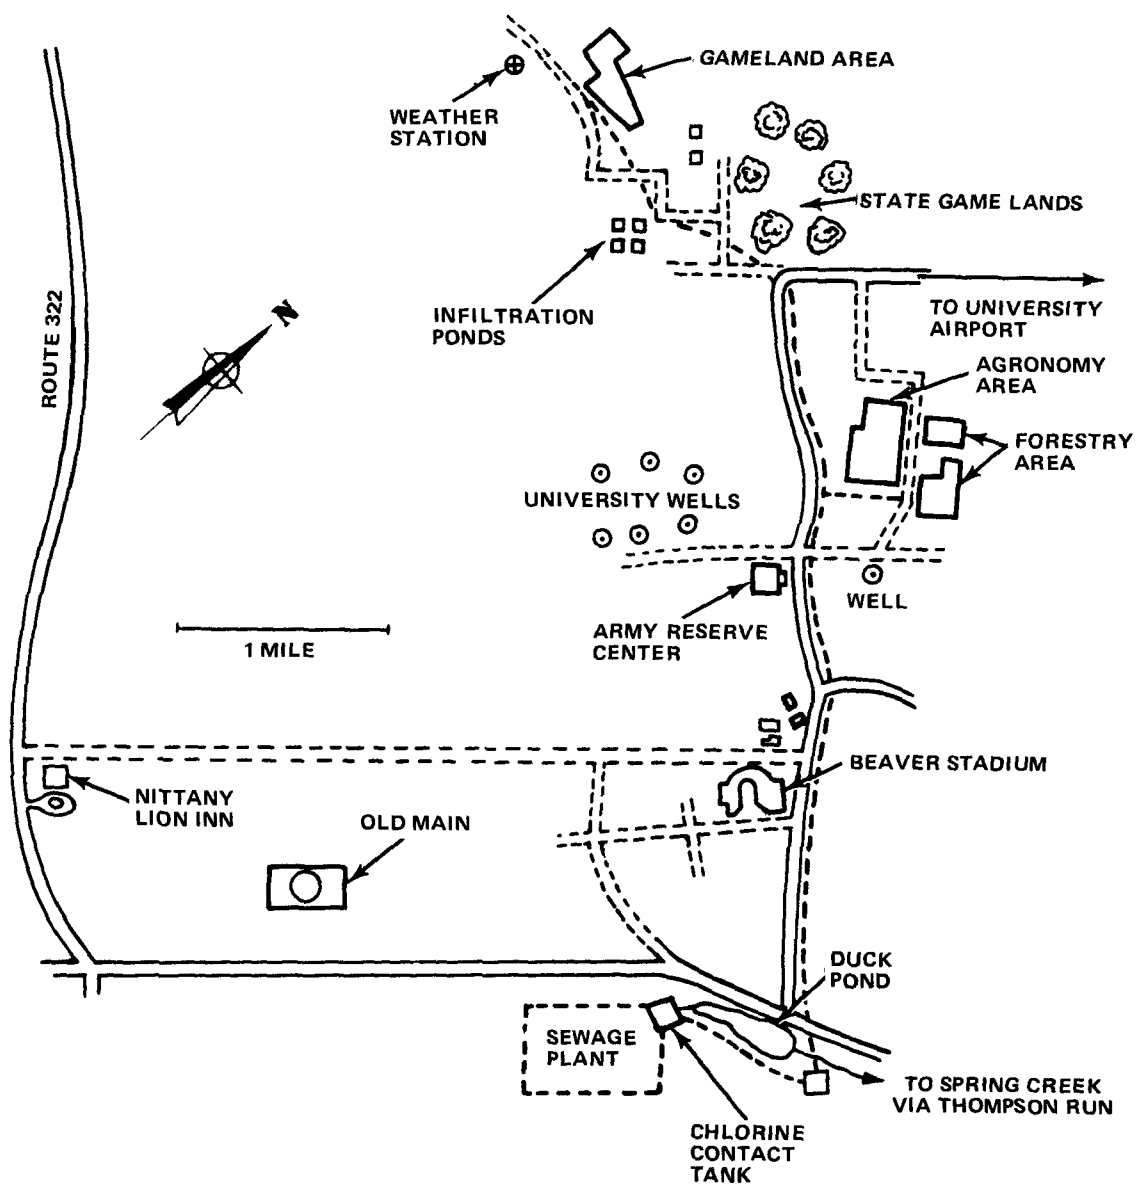 GAMELAND AREA
WEATHER
STATION
STATE GAME LANDS
INFILTRATION
PONDS
TO UNIVERSITY
AIRPORT
N
ROUTE 322
AGRONOMY
AREA
FORESTRY
AREA
UNIVERSITY WELLS
WELL
ARMY RESERVE
CENTER
1 MILE
BEAVER STADIUM
NITTANY
LION INN
OLD MAIN
DUCK
POND
SEWAGE
PLANT
TO SPRING CREEK
VIA THOMPSON RUN
CHLORINE
CONTACT
TANK